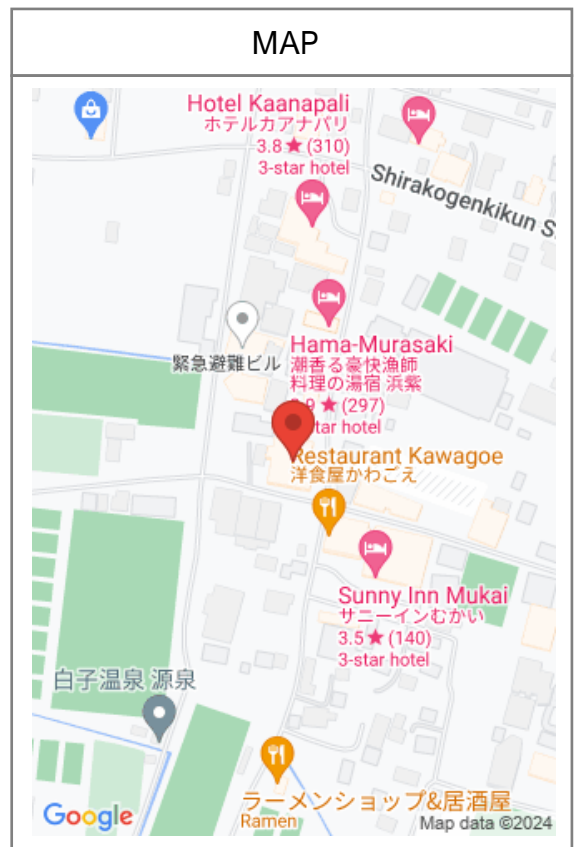 MAP
Hotel Kaanapali
ホテルカアナパリ
3.8★ (310)
3-star hotel
Shirakogenkikun S
緊急避難ビル
Hama-Murasaki
潮香る豪快漁師
料理の湯宿 浜紫
9 ★ (297)
tar hotel
Restaurant Kawagoe
洋食屋かわごえ
Sunny Inn Mukai
サニーインむかい
3.5★ (140)
3-star hotel
白子温泉 源泉
ラーメンショップ&居酒屋
Ramen
Google
Map data ©2024